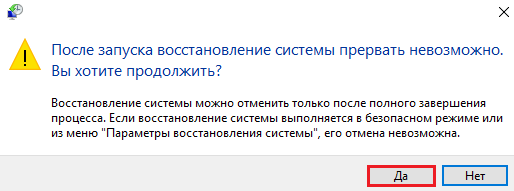 После запуска восстановление системы прервать невозможно.
Вы хотите продолжить?
Восстановление системы можно отменить только после полного завершения
процесса. Если восстановление системы выполняется в безопасном режиме или
из меню "Параметры восстановления системы", его отмена невозможна.
Да
Нет